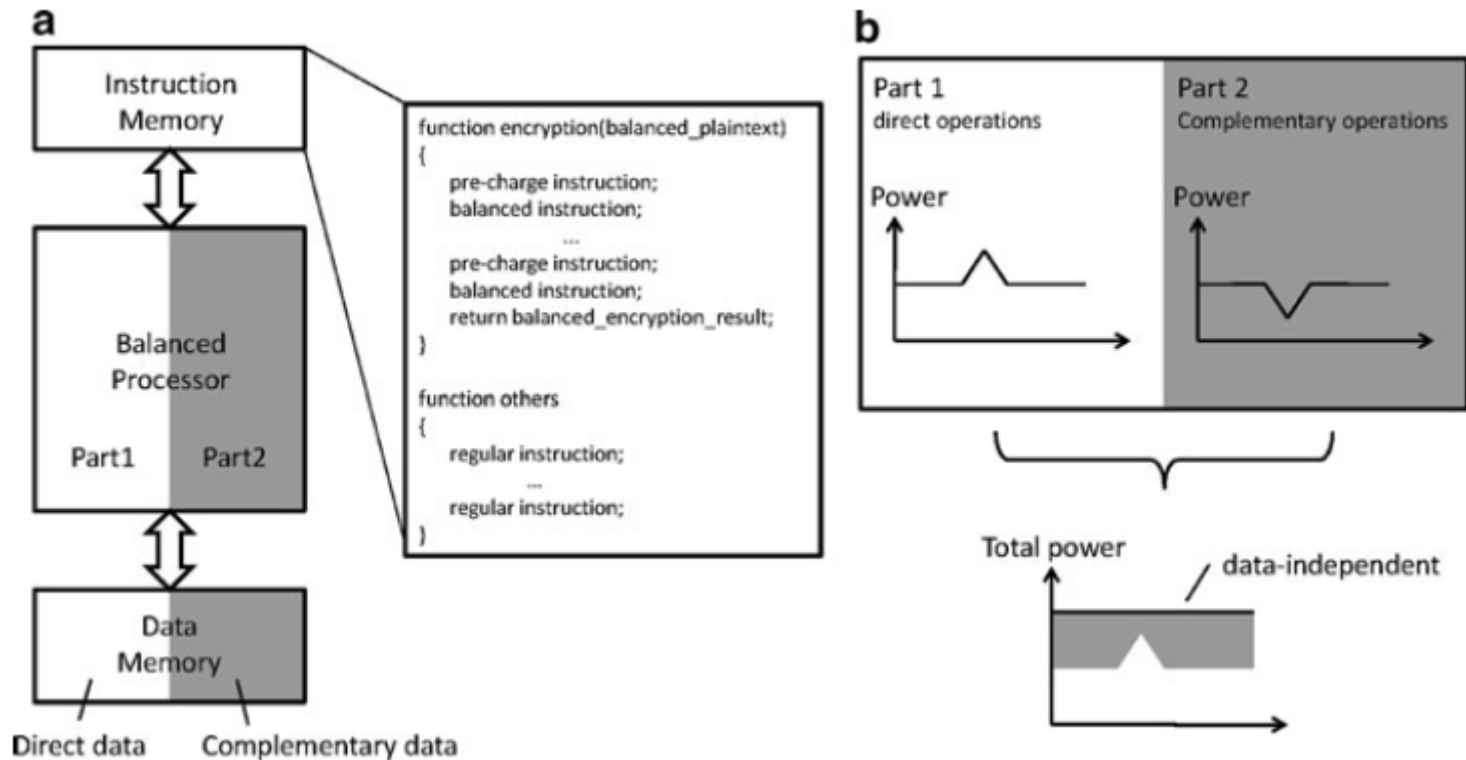 a
Instruction
Memory
Balanced
Processor
Part1
Part2
Data
Memory
Direct data
Complementary data
function encryption(balanced_plaintext)
{
pre-charge instruction;
balanced instruction;
...
pre-charge instruction;
balanced instruction;
return balanced_encryption_result;
}
function others
{
regular instruction;
...
regular instruction;
}
b
Part 1
direct operations
Power
Part 2
Complementary operations
Power
Total power
data-independent